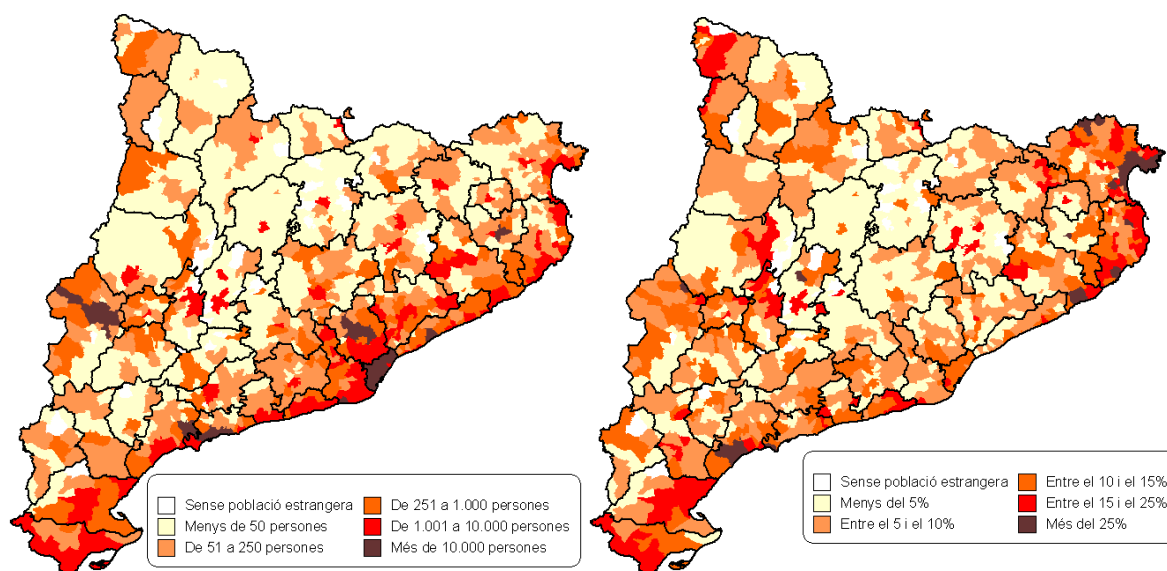 Sense població estrangera
Menys de 50 persones
De 51 a 250 persones
De 251 a 1.000 persones
De 1.001 a 10.000 persones
Més de 10.000 persones
Sense població estrangera
Menys del 5%
Entre el 5 i el 10%
Entre el 10 i el 15%
Entre el 15 i el 25%
Més del 25%